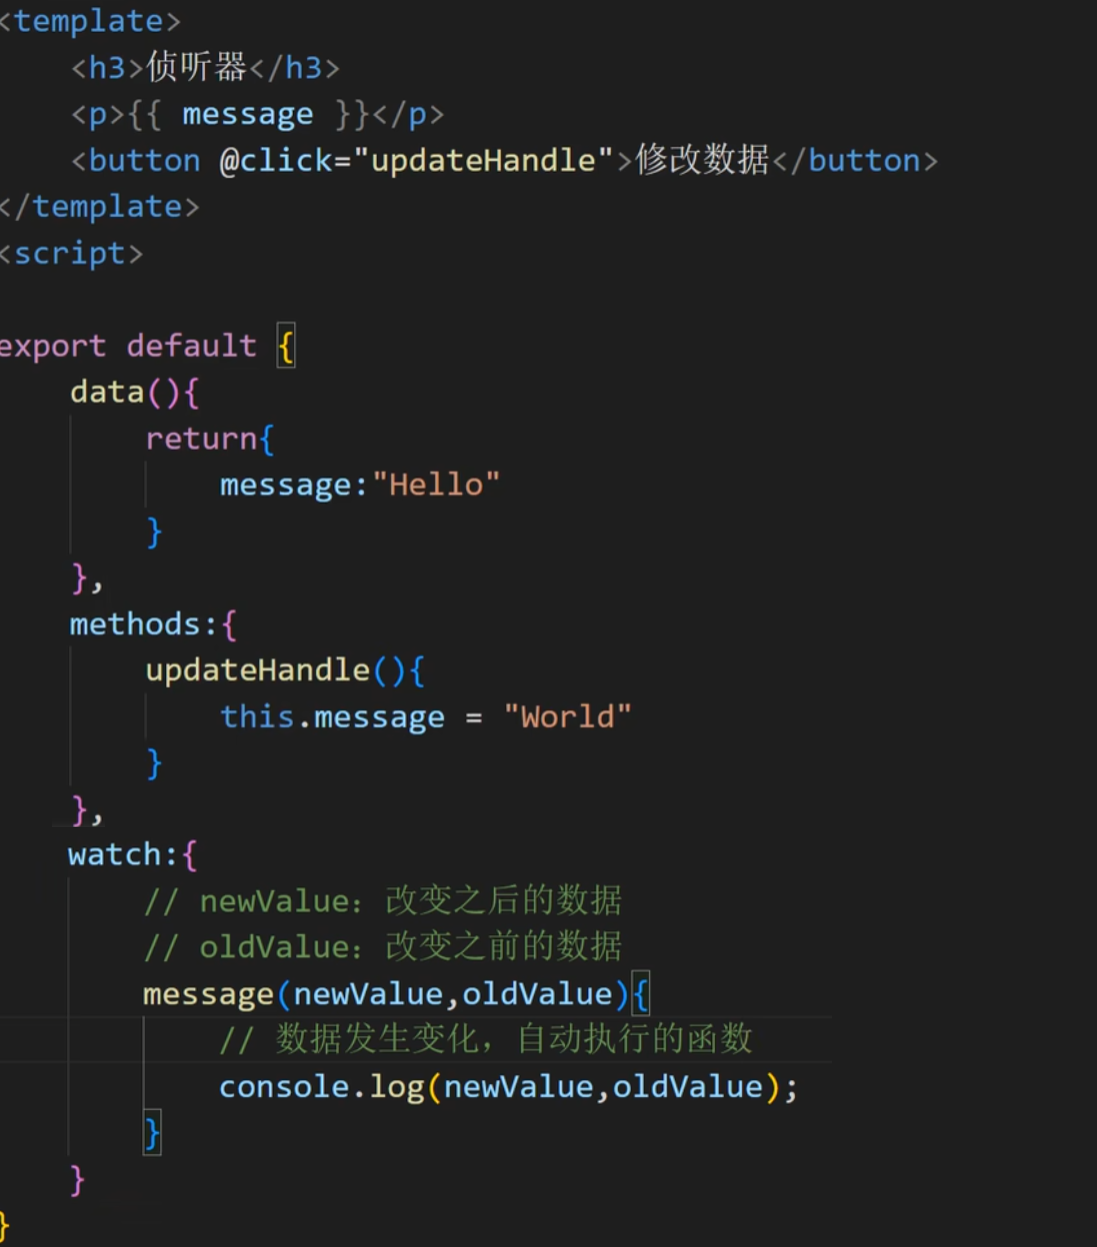 <template>
    <h3>侦听器</h3>
    <p>{{ message }}</p>
    <button @click="updateHandle">修改数据</button>
</template>
<script>

export default {
    data(){
        return{
            message:"Hello"
        }
    },
    methods:{
        updateHandle(){
            this.message = "World"
        }
    },
    watch:{
        // newValue：改变之后的数据
        // oldValue：改变之前的数据
        message(newValue,oldValue){
            // 数据发生变化，自动执行的函数
            console.log(newValue,oldValue);
        }
    }
}